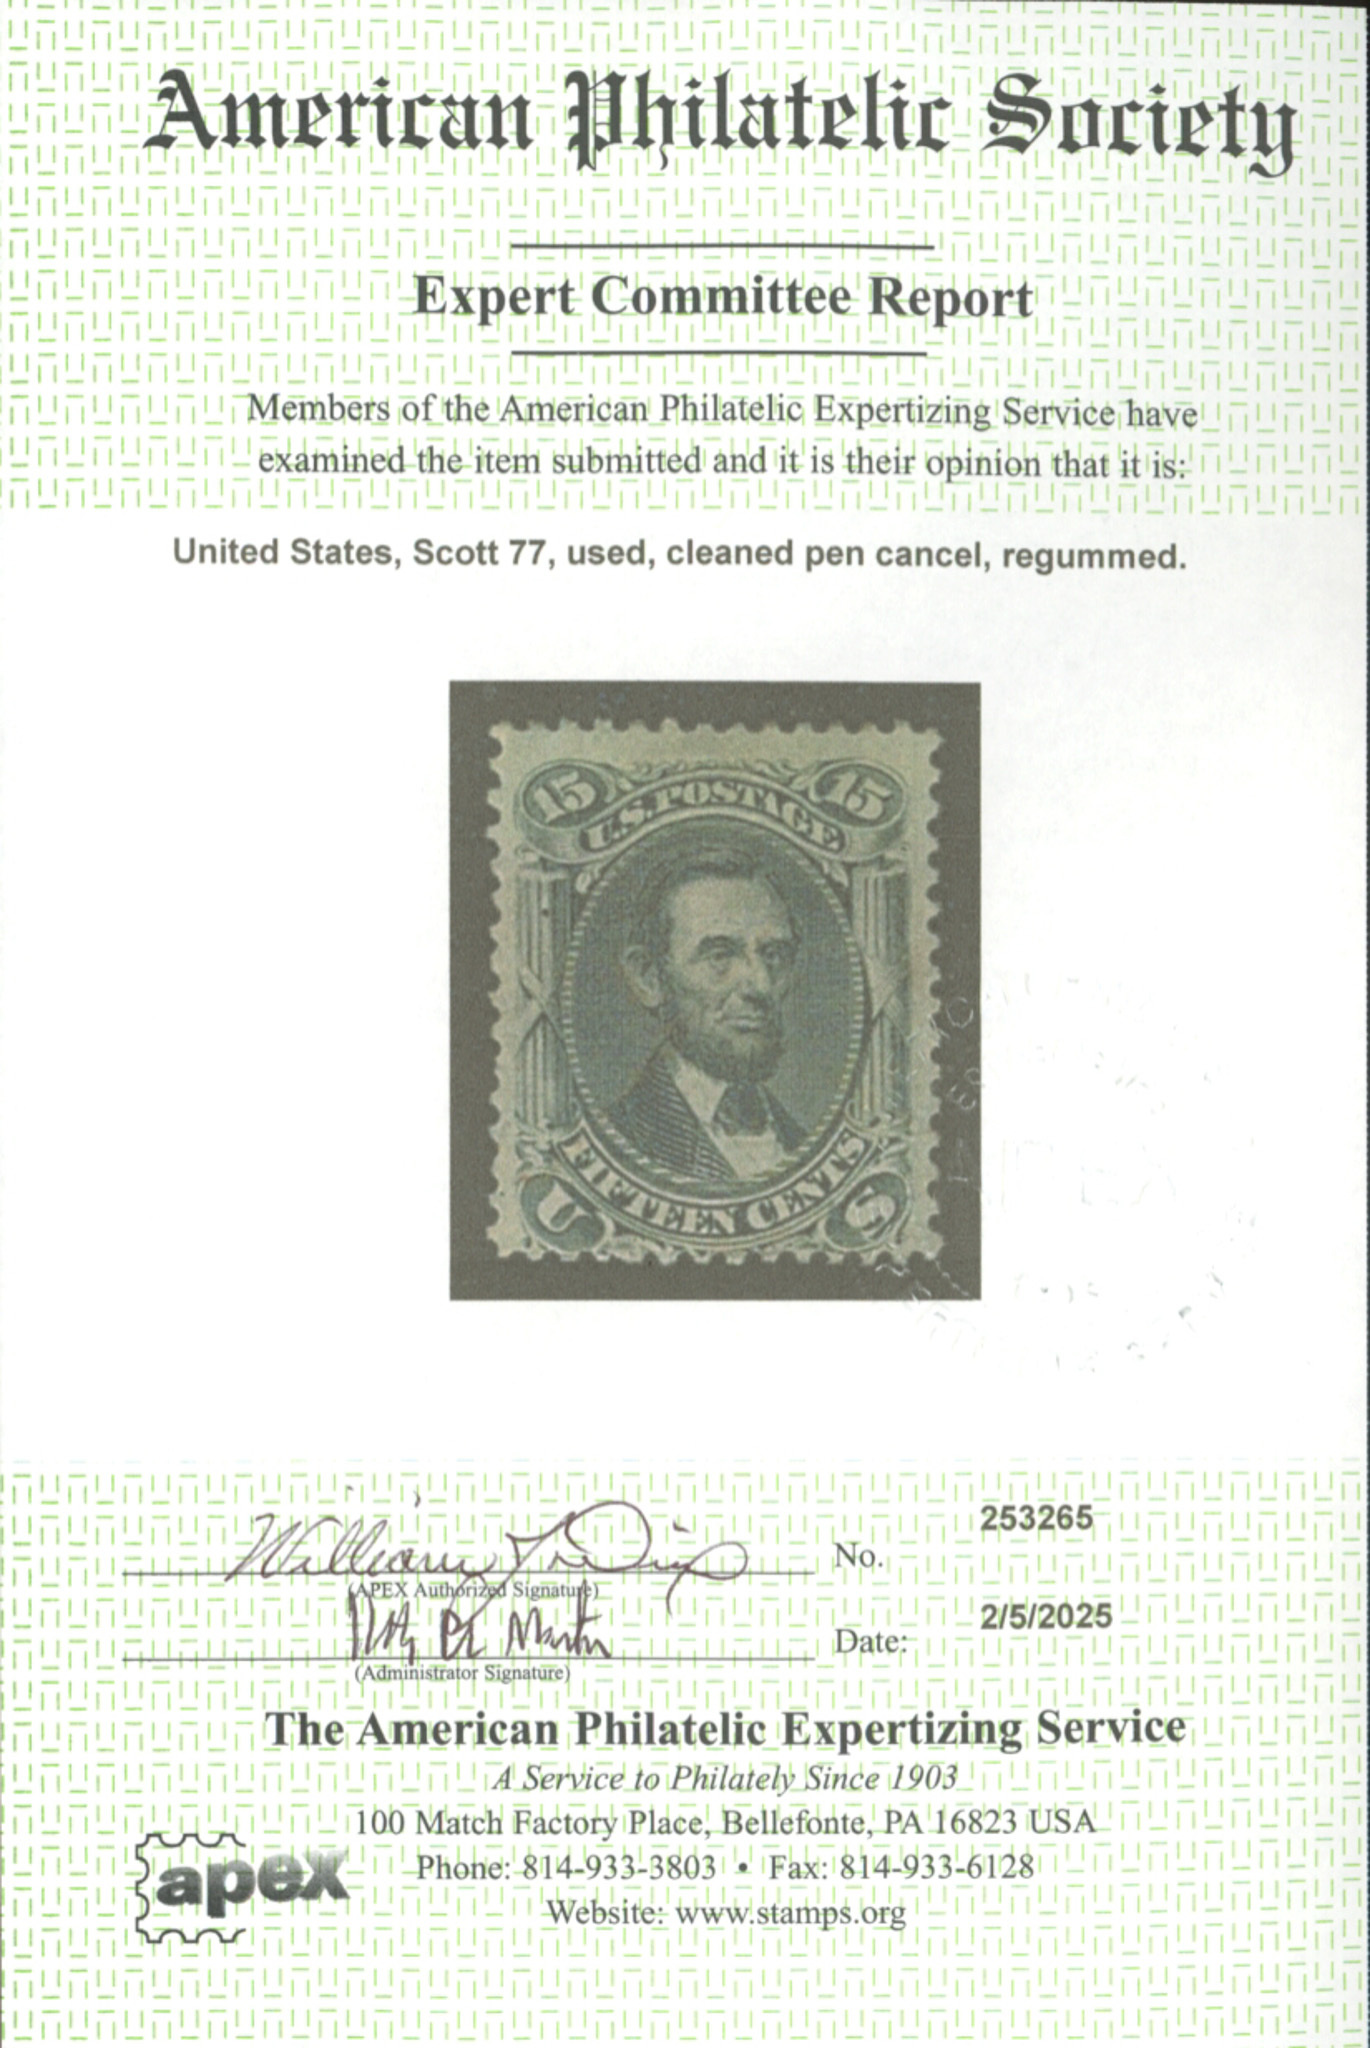 American Philatelic Society
Expert Committee Report
Members of the American Philatelic Expertizing Service have
examined the item submitted and it is their opinion that it is:
United States, Scott 77, used, cleaned pen cancel, regummed.
15 15
U.S. POSTAGE
FIFTEEN CENTS
U S
253265
No.
(APEX Authorized Signature)
2/5/2025
Date:
(Administrator Signature)
The American Philatelic Expertizing Service
A Service to Philately Since 1903
100 Match Factory Place, Bellefonte, PA 16823 USA
Phone: 814-933-3803 • Fax: 814-933-6128
Website: www.stamps.org
apex